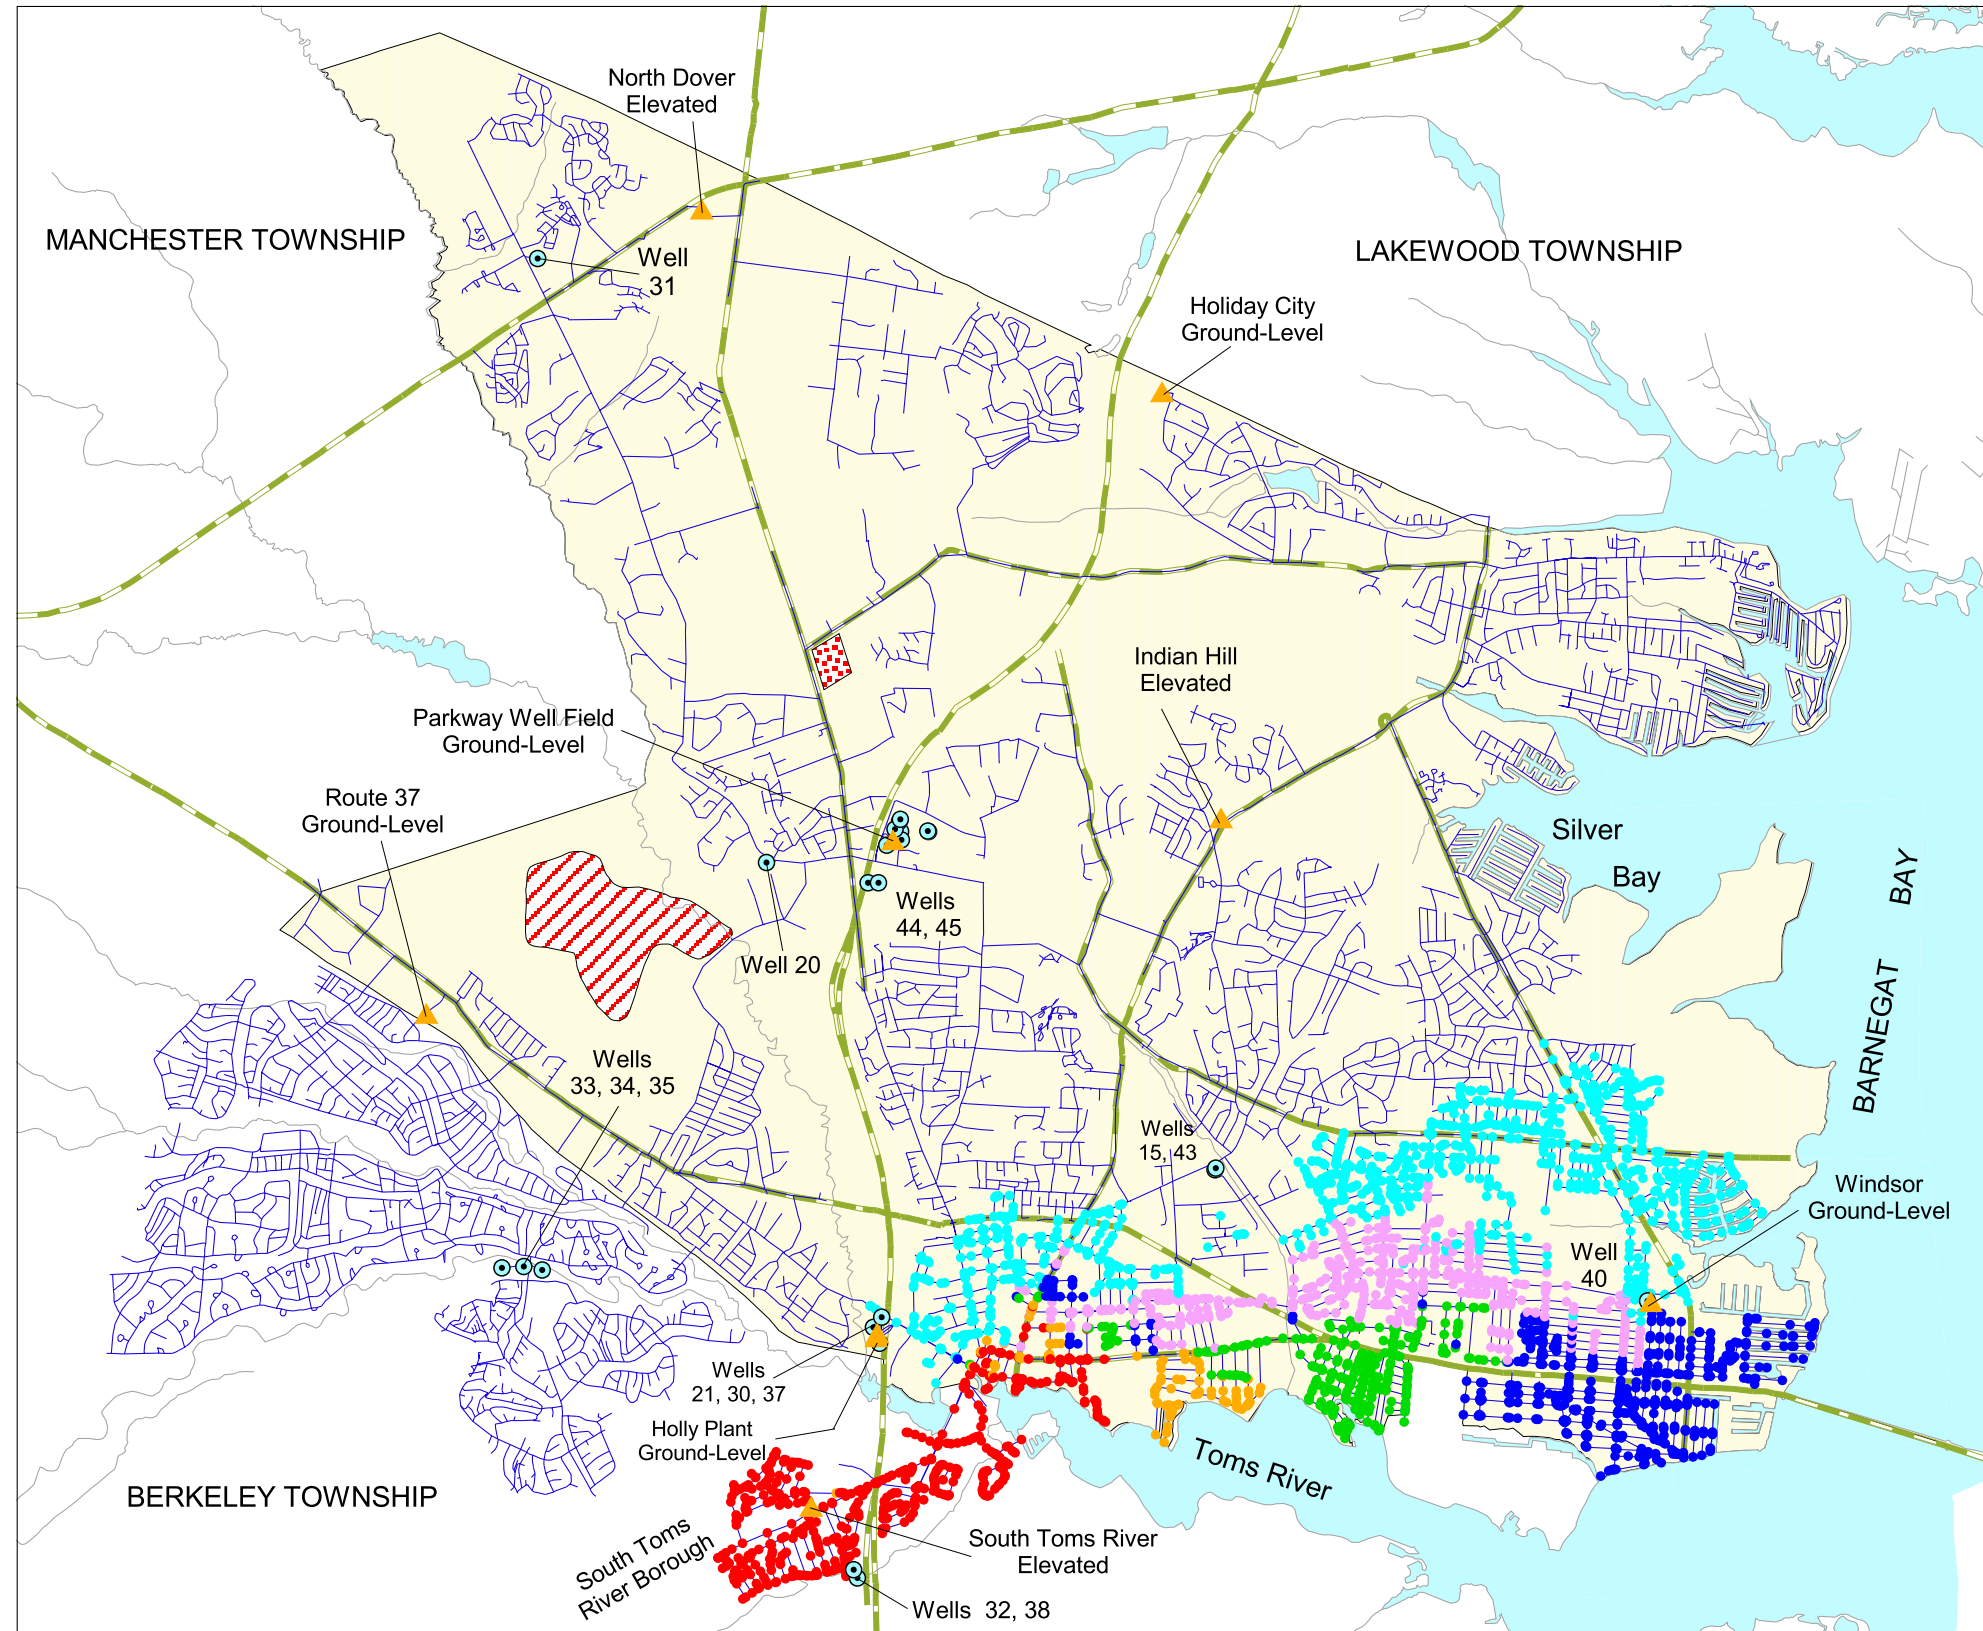 North Dover
Elevated
MANCHESTER TOWNSHIP
LAKEWOOD TOWNSHIP
Well
31
Holiday City
Ground-Level
Indian Hill
Elevated
Parkway Well Field
Ground-Level
Route 37
Ground-Level
Silver
Bay
BARNEGAT BAY
Wells
44, 45
Well 20
Wells
33, 34, 35
Wells
15, 43
Windsor
Ground-Level
Well
40
Wells
21, 30, 37
Holly Plant
Ground-Level
Toms River
BERKELEY TOWNSHIP
South Toms
River Borough
South Toms River
Elevated
Wells 32, 38